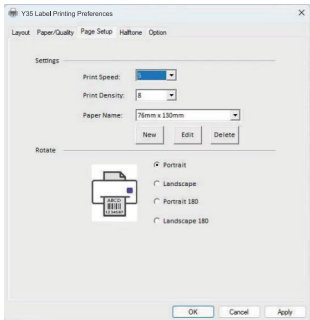 Y35 Label Printing Preferences
Layout Paper/Quality Page Setup Halftone Option
Settings
Print Speed: 5
Print Density: 8
Paper Name: 76mm x 130mm
New Edit Delete
Rotate
Portrait
Landscape
Portrait 180
Landscape 180
ABCD
12345687
OK Cancel Apply